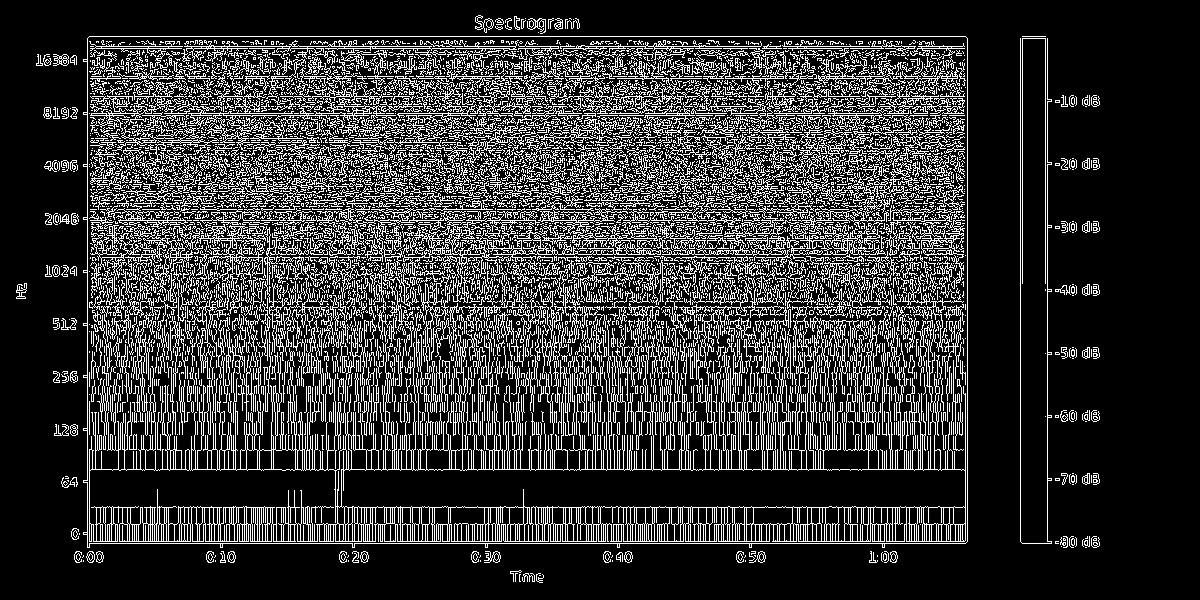 Spectrogram
16384
8192
4096
2048
1024
512
256
128
64
0
Hz
0:00 0:10 0:20 0:30 0:40 0:50 1:00
Time
-10 dB
-20 dB
-30 dB
-40 dB
-50 dB
-60 dB
-70 dB
-80 dB